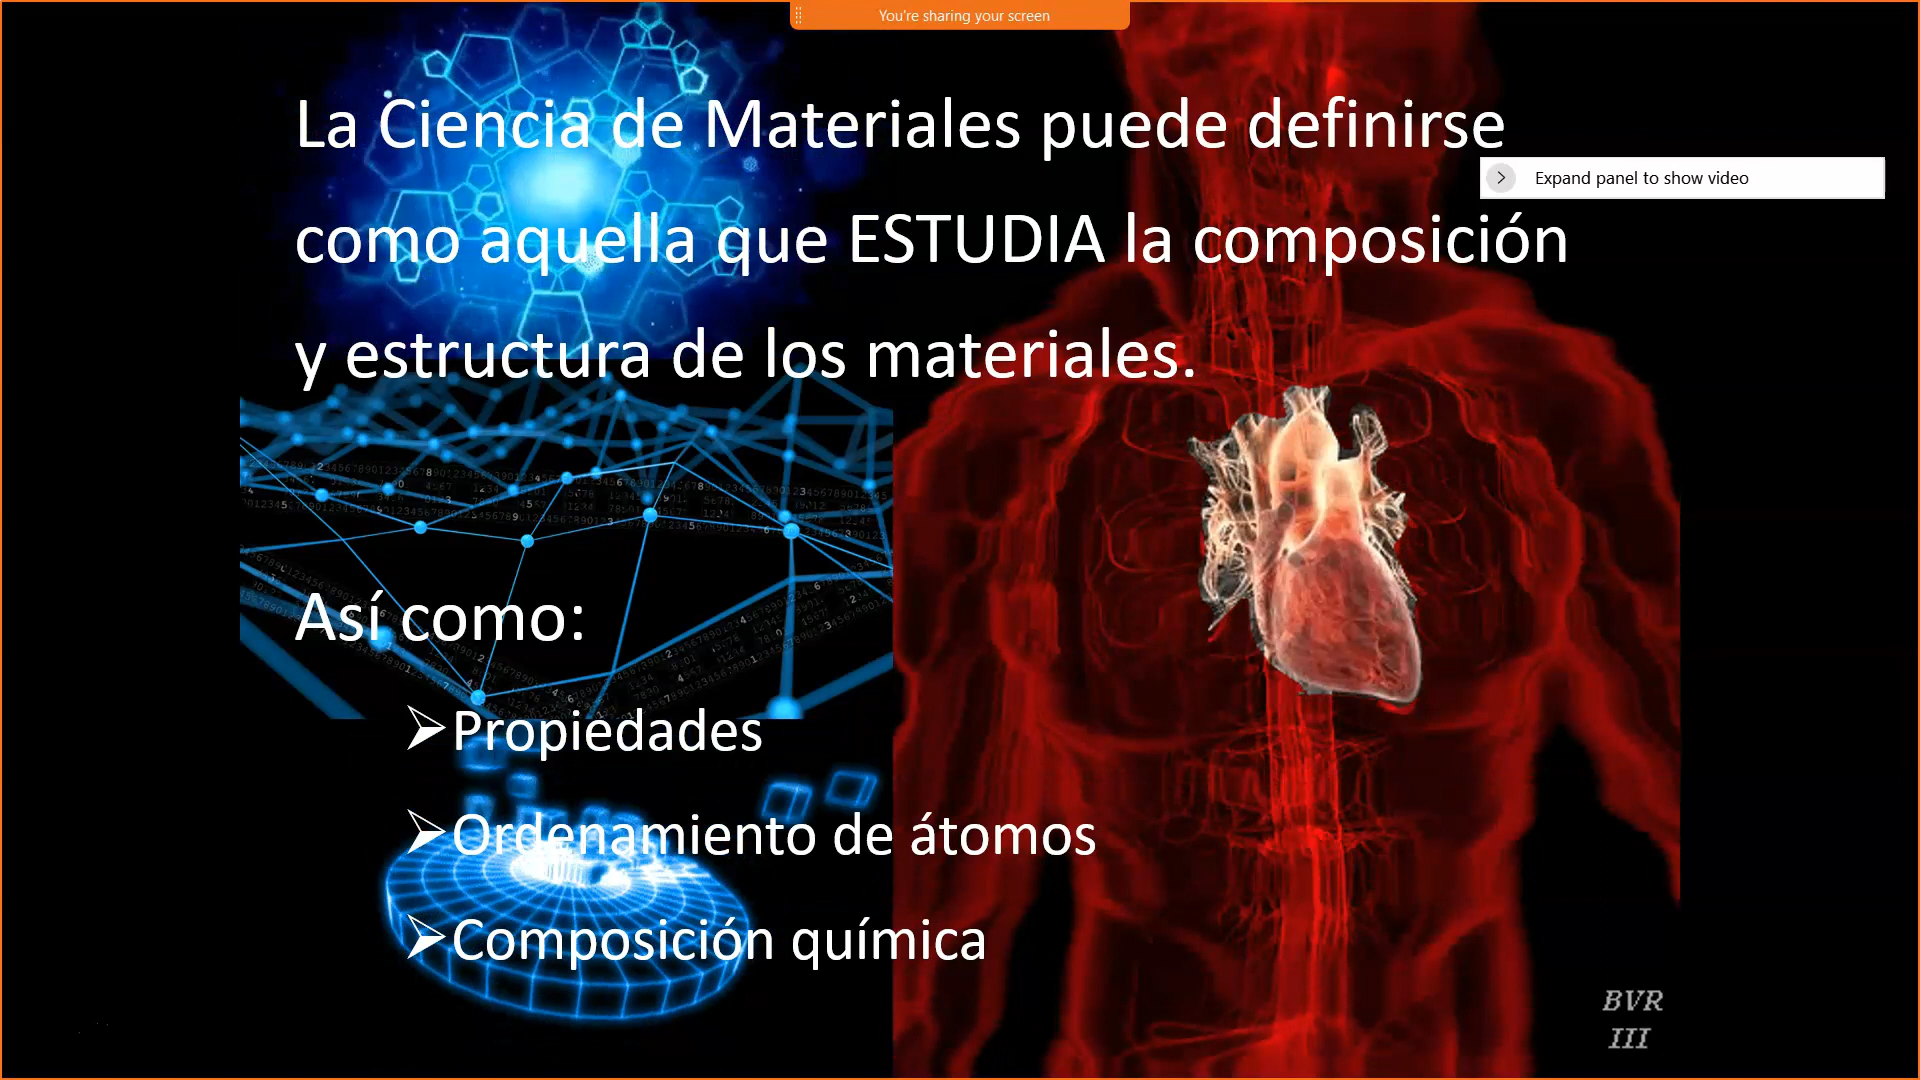 You're sharing your screen
La Ciencia de Materiales puede definirse
Expand panel to show video
como aquella que ESTUDIA la composición
y estructura de los materiales.
Así como:
Propiedades
Ordenamiento de átomos
Composición química
BVR
III